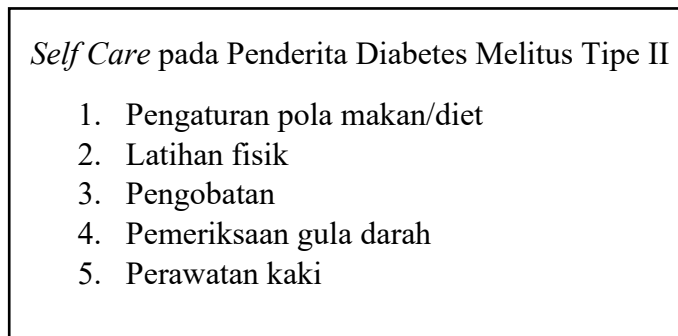 Self Care pada Penderita Diabetes Melitus Tipe II
1. Pengaturan pola makan/diet
2. Latihan fisik
3. Pengobatan
4. Pemeriksaan gula darah
5. Perawatan kaki